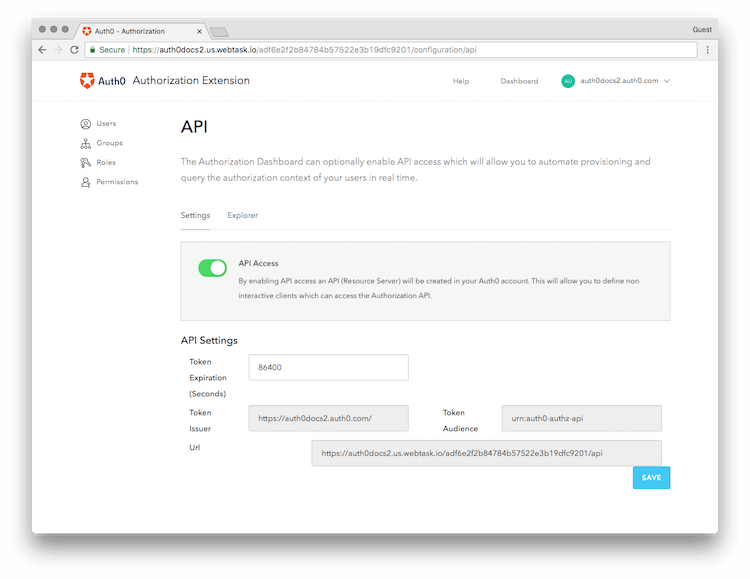 Auth0 - Authorization
Guest
Secure https://auth0docs2.us.webtask.io/adf6e2f2b84784b57522e3b19dfc9201/configuration/api
Auth0 Authorization Extension
Help
Dashboard
AU
auth0docs2.auth0.com
Users
Groups
Roles
Permissions
API
The Authorization Dashboard can optionally enable API access which will allow you to automate provisioning and
query the authorization context of your users in real time.
Settings
Explorer
API Access
By enabling API access an API (Resource Server) will be created in your Auth0 account. This will allow you to define non
interactive clients which can access the Authorization API.
API Settings
Token
Expiration
(Seconds)
86400
Token
Issuer
https://auth0docs2.auth0.com/
Token
Audience
urn:auth0-authz-api
Url
https://auth0docs2.us.webtask.io/adf6e2f2b84784b57522e3b19dfc9201/api
SAVE